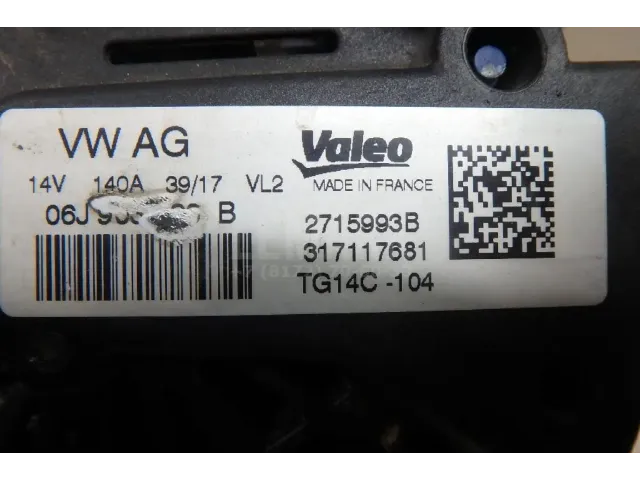 VW AG
14V 140A 39/17 VL2
06J B
Valeo
MADE IN FRANCE
2715993B
317117681
TG14C -104